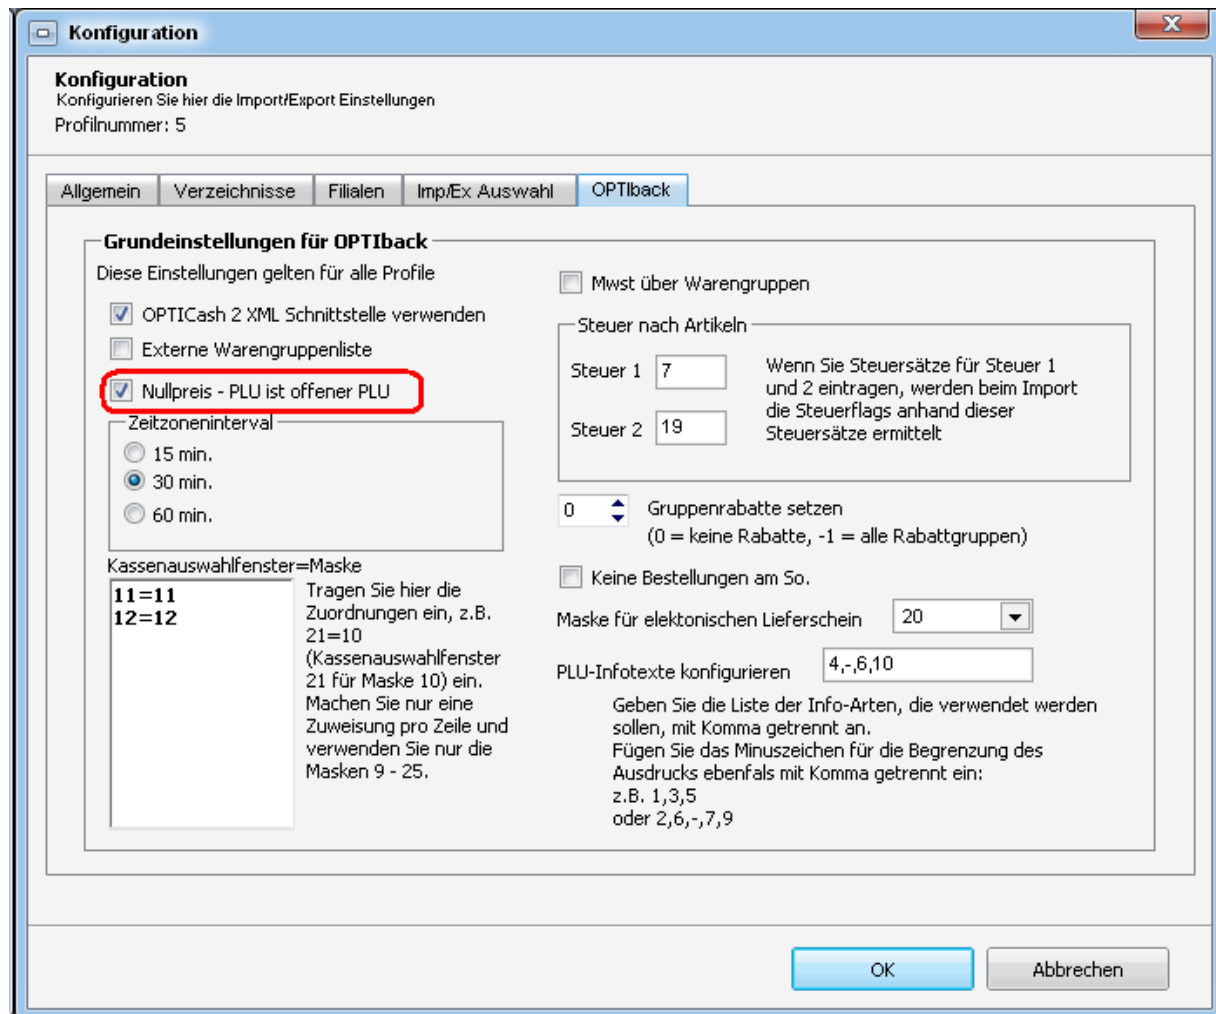 Konfiguration
Konfiguration
Konfigurieren Sie hier die Import/Export Einstellungen
Profilnummer: 5
Allgemein
Verzeichnisse
Filialen
Imp/Ex Auswahl
OPTIback
Grundeinstellungen für OPTIback
Diese Einstellungen gelten für alle Profile
OPTICash 2 XML Schnittstelle verwenden
Externe Warengruppenliste
Nullpreis - PLU ist offener PLU
Zeitzoneninterval
15 min.
30 min.
60 min.
Kassenauswahlfenster=Maske
11=11
12=12
Tragen Sie hier die
Zuordnungen ein, z.B.
21=10
(Kassenauswahlfenster
21 für Maske 10) ein.
Machen Sie nur eine
Zuweisung pro Zeile und
verwenden Sie nur die
Masken 9 - 25.
Mwst über Warengruppen
Steuer nach Artikeln
Steuer 1 7
Steuer 2 19
Wenn Sie Steuersätze für Steuer 1
und 2 eintragen, werden beim Import
die Steuerflags anhand dieser
Steuersätze ermittelt
0 Gruppenrabatte setzen
(0 = keine Rabatte, -1 = alle Rabattgruppen)
Keine Bestellungen am So.
Maske für elektonischen Lieferschein 20
PLU-Infotexte konfigurieren 4,-,6,10
Geben Sie die Liste der Info-Arten, die verwendet werden
sollen, mit Komma getrennt an.
Fügen Sie das Minuszeichen für die Begrenzung des
Ausdrucks ebenfals mit Komma getrennt ein:
z.B. 1,3,5
oder 2,6,-,7,9
OK
Abbrechen